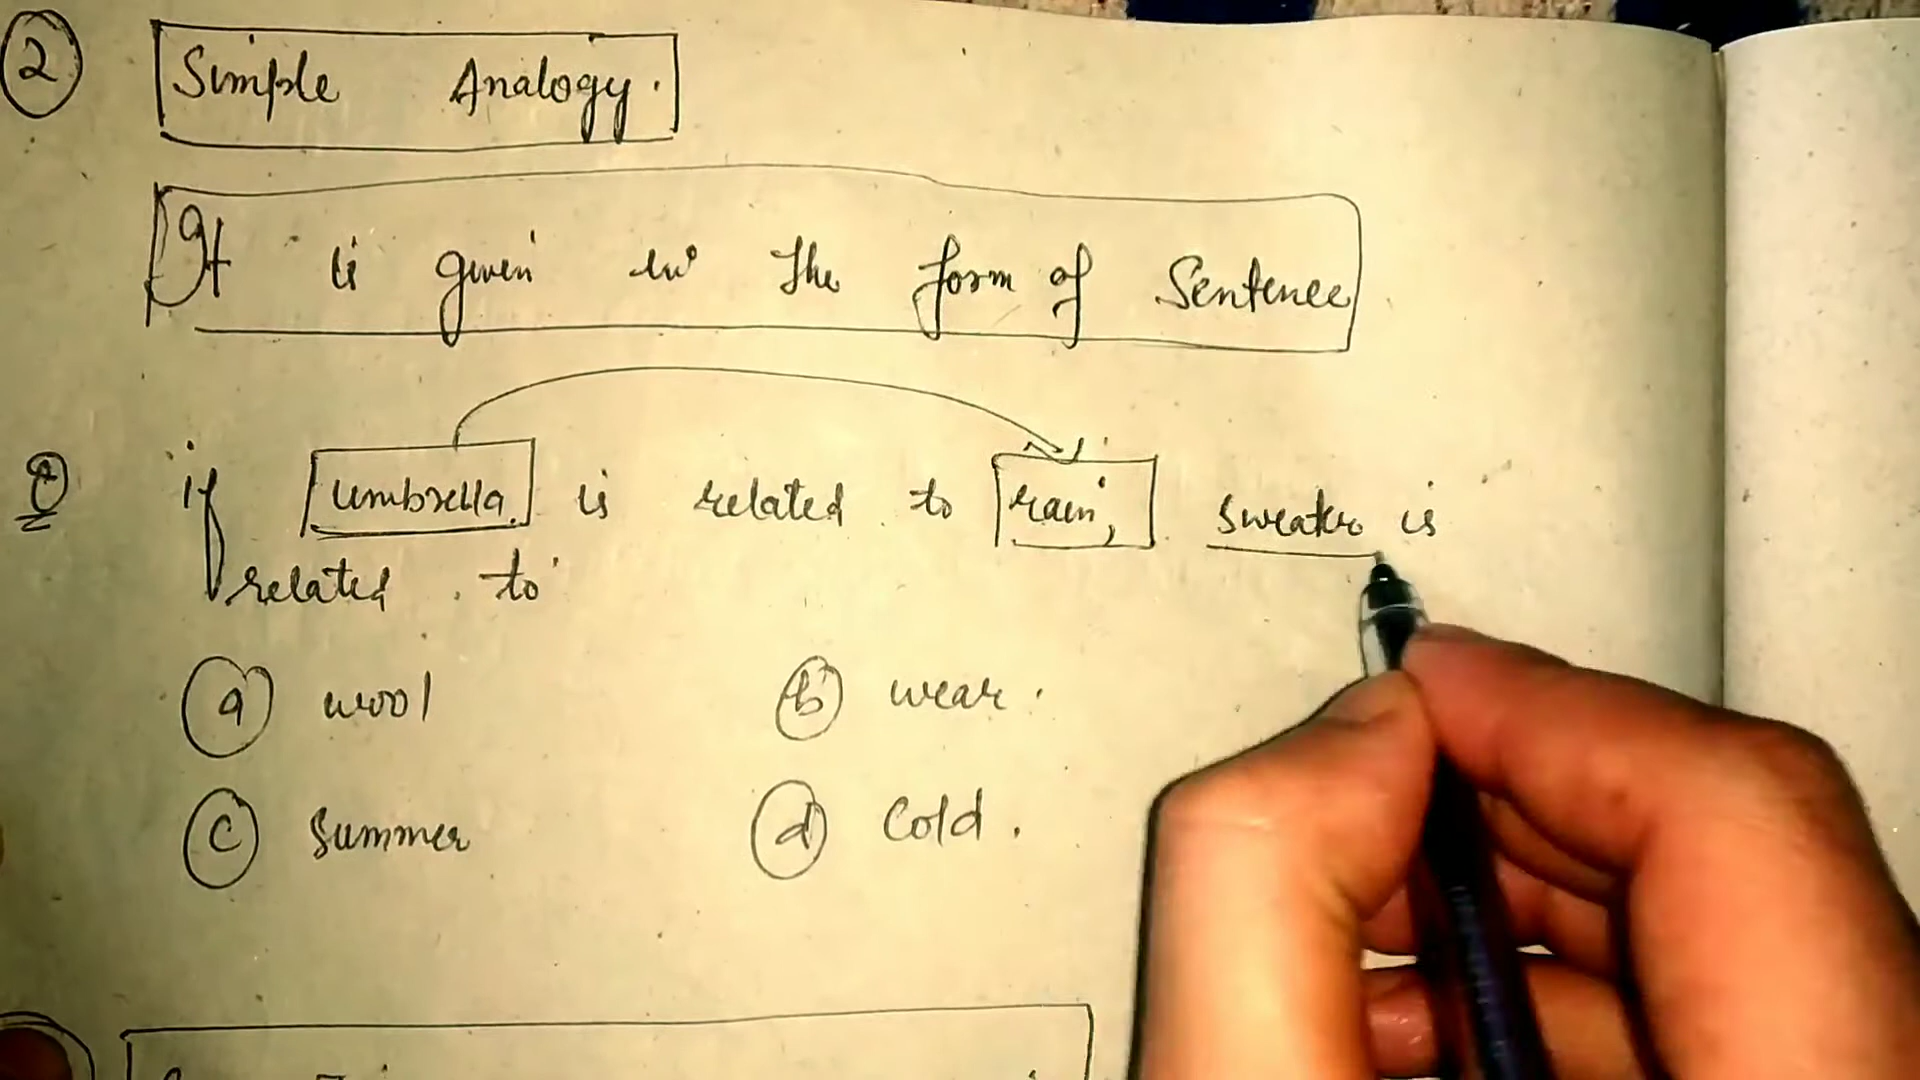 2 Simple Analogy.
It is given in the form of Sentence
Q if umbrella is related to rain, sweater is
related to
a wool b wear.
c summer d Cold.